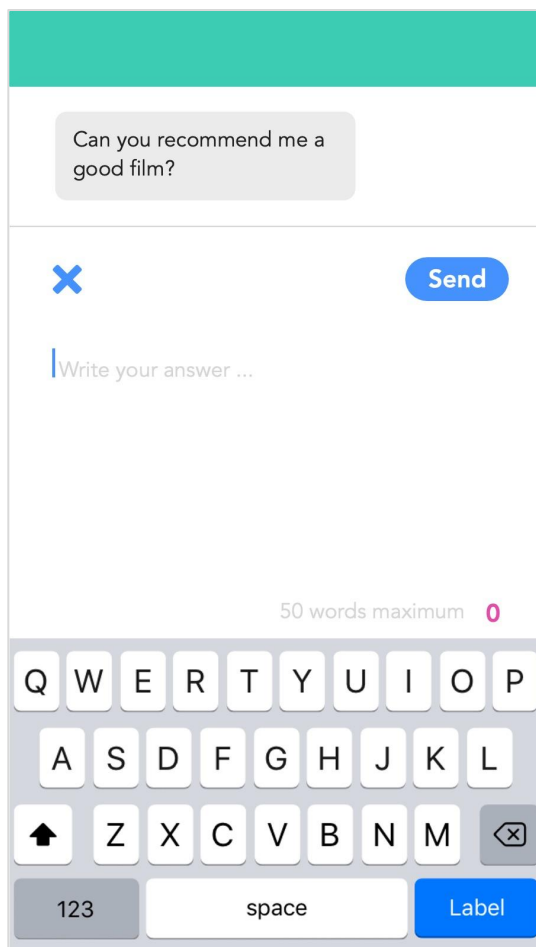 Can you recommend me a
good film?
Send
Write your answer ...
50 words maximum 0
Q W E R T Y U I O P
A S D F G H J K L
Z X C V B N M
123 space Label